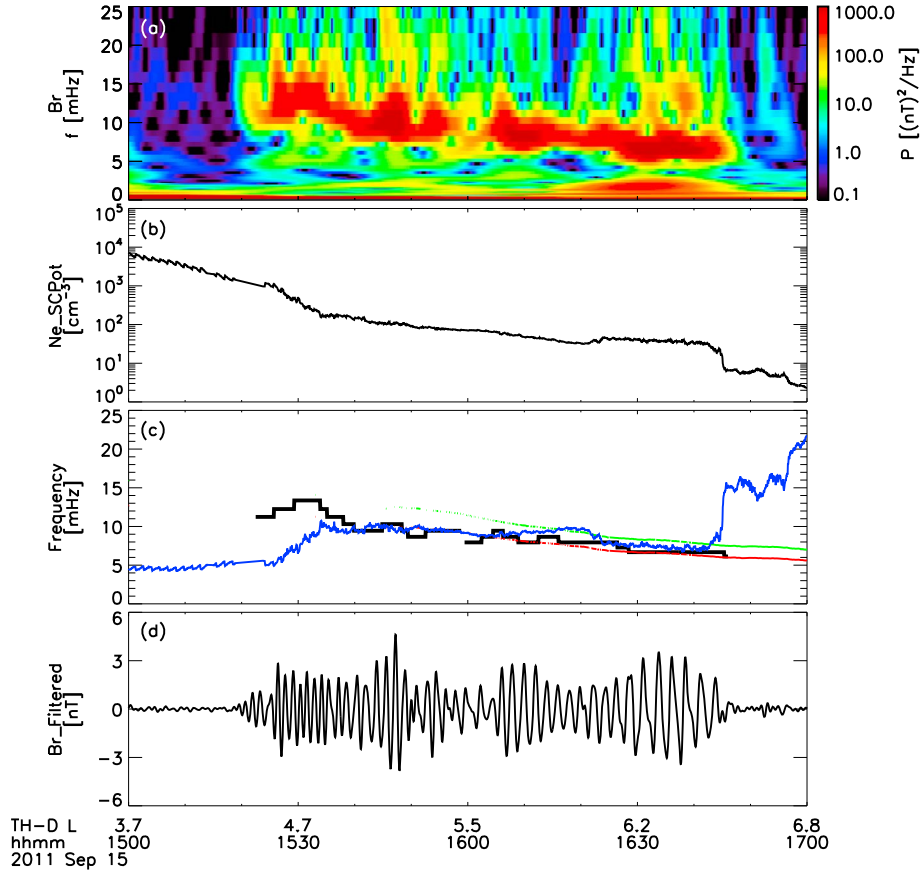 (a)
25
20
15
10
5
0
Br
f [mHz]
1000.0
100.0
10.0
1.0
0.1
P [(nT)²/Hz]
(b)
10⁵
10⁴
10³
10²
10¹
10⁰
Ne_SCPot
[cm⁻³]
(c)
25
20
15
10
5
0
Frequency
[mHz]
(d)
6
3
0
−3
−6
Br_Filtered
[nT]
TH−D L 3.7 4.7 5.5 6.2 6.8
hhmm 1500 1530 1600 1630 1700
2011 Sep 15